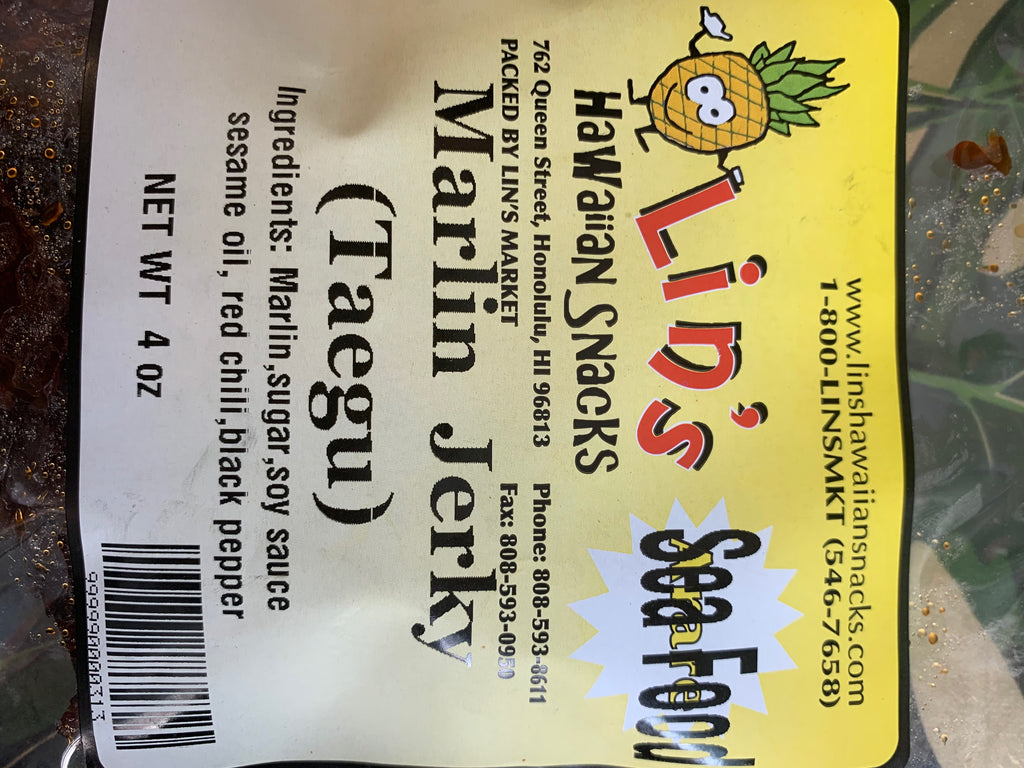 www.linshawaiiansnacks.com
1-800-LINSMKT (546-7658)
Lin's
Sea Food
HaWaiiaN SNacKS
762 Queen Street, Honolulu, HI 96813 Phone: 808-593-8611
PACKED BY LIN'S MARKET Fax: 808-593-0950
Marlin Jerky
(Taegu)
Ingredients: Marlin,sugar,soy sauce
sesame oil, red chili,black pepper
NET WT 4 OZ